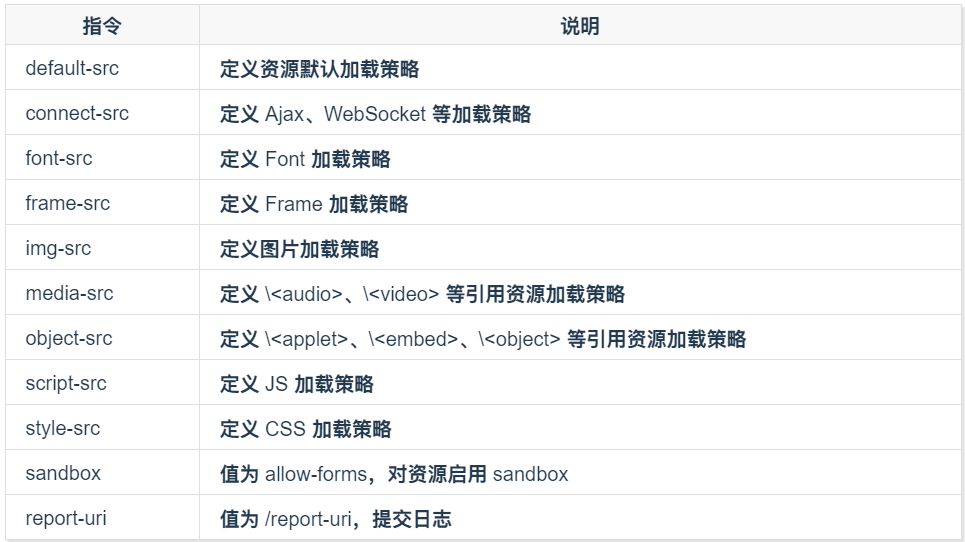 指令 说明
default-src 定义资源默认加载策略
connect-src 定义 Ajax、WebSocket 等加载策略
font-src 定义 Font 加载策略
frame-src 定义 Frame 加载策略
img-src 定义图片加载策略
media-src 定义 \<audio>、\<video> 等引用资源加载策略
object-src 定义 \<applet>、\<embed>、\<object> 等引用资源加载策略
script-src 定义 JS 加载策略
style-src 定义 CSS 加载策略
sandbox 值为 allow-forms，对资源启用 sandbox
report-uri 值为 /report-uri，提交日志